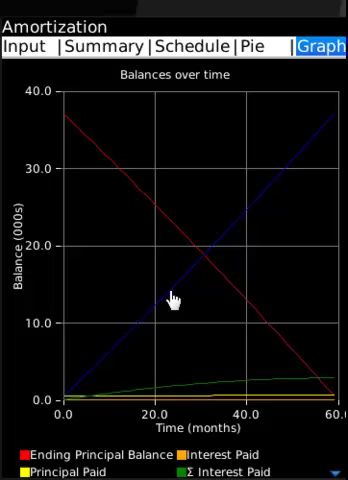 Amortization
Input |Summary|Schedule|Pie |Graph
Balances over time
40.0
30.0
20.0
10.0
0.0
Balance (000s)
0.0 20.0 40.0 60.0
Time (months)
Ending Principal Balance Interest Paid
Principal Paid Σ Interest Paid